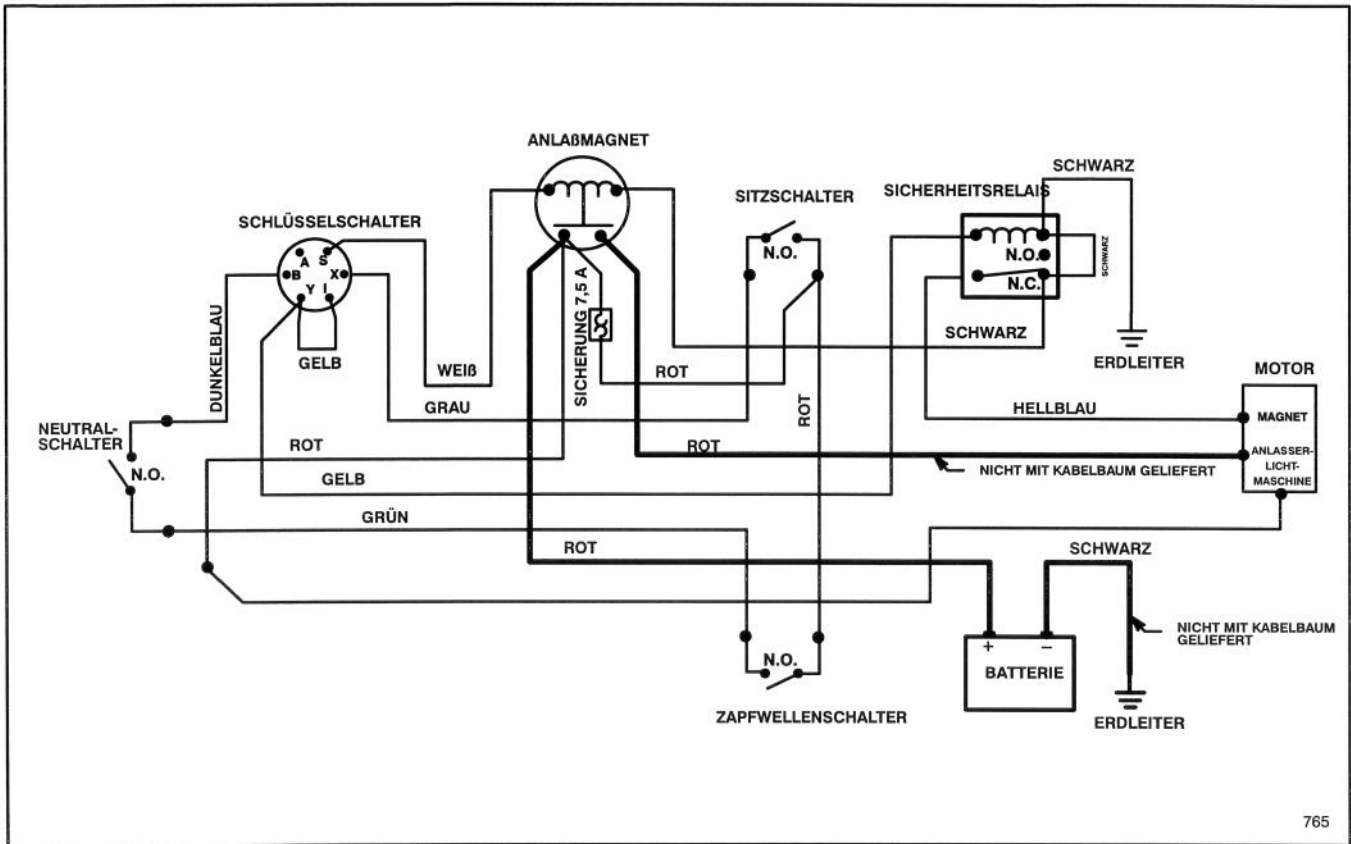 ANLAßMAGNET
SCHWARZ
SITZSCHALTER
SICHERHEITSRELAIS
SCHLÜSSELSCHALTER
A
S
B
X
Y
I
N.O.
N.O.
N.C.
SCHWARZ
DUNKELBLAU
GELB
WEIß
SICHERUNG 7,5 A
SCHWARZ
ERDLEITER
MOTOR
ROT
GRAU
ROT
HELLBLAU
MAGNET
NEUTRAL-
SCHALTER
N.O.
ROT
ROT
NICHT MIT KABELBAUM GELIEFERT
ANLASSER-
LICHT-
MASCHINE
GELB
GRÜN
ROT
SCHWARZ
N.O.
+
−
BATTERIE
NICHT MIT KABELBAUM
GELIEFERT
ZAPFWELLENSCHALTER
ERDLEITER
765